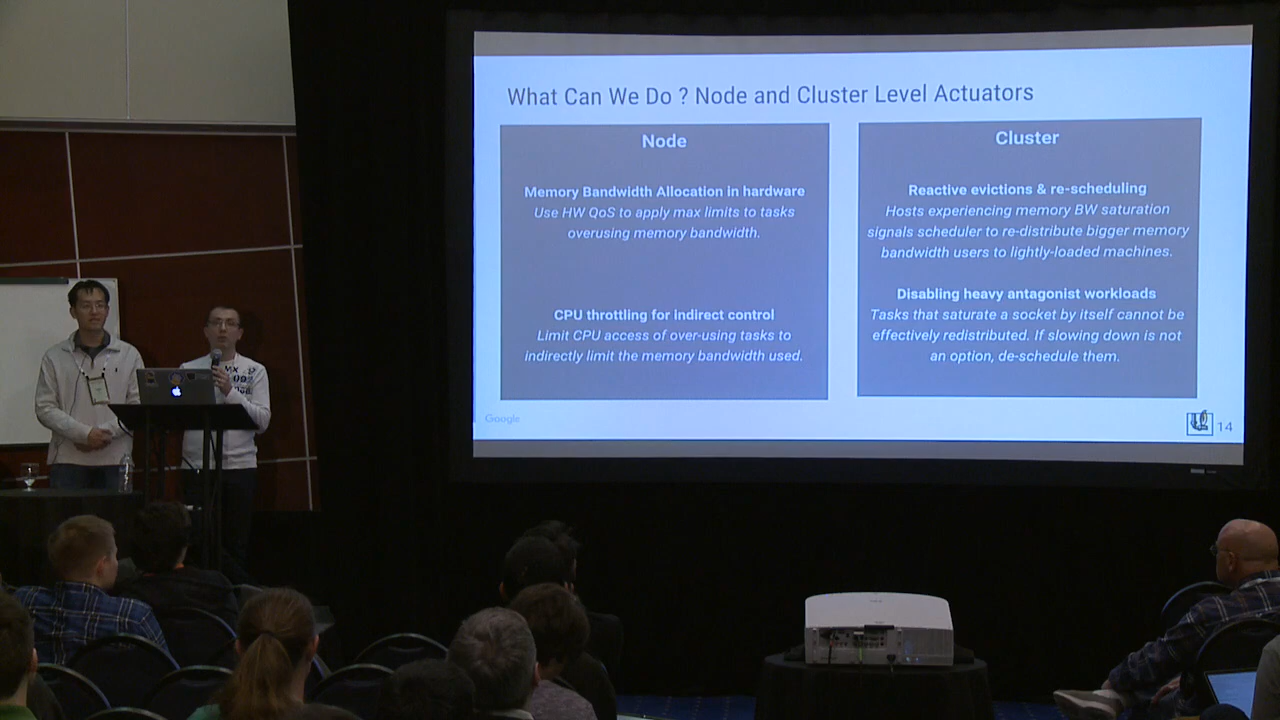 What Can We Do ? Node and Cluster Level Actuators
Node
Memory Bandwidth Allocation in hardware
Use HW QoS to apply max limits to tasks
overusing memory bandwidth.
CPU throttling for indirect control
Limit CPU access of over-using tasks to
indirectly limit the memory bandwidth used.
Cluster
Reactive evictions & re-scheduling
Hosts experiencing memory BW saturation
signals scheduler to re-distribute bigger memory
bandwidth users to lightly-loaded machines.
Disabling heavy antagonist workloads
Tasks that saturate a socket by itself cannot be
effectively redistributed. If slowing down is not
an option, de-schedule them.
Google
14